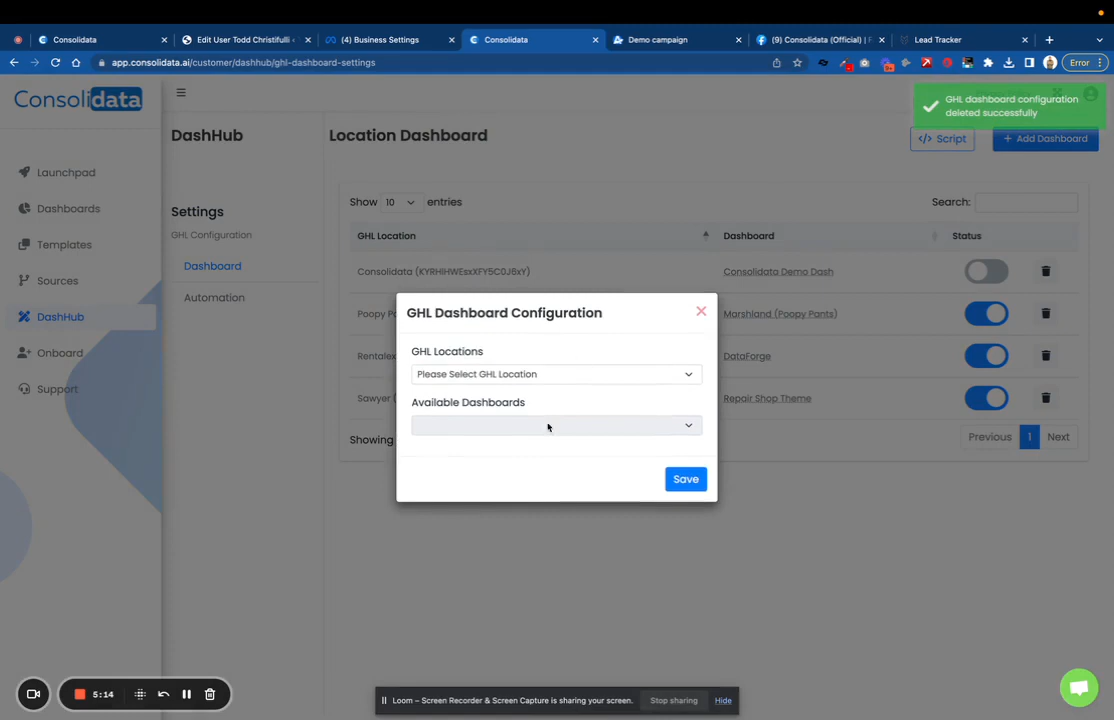 Consolidata
Edit User Todd Christifulli ‹
(4) Business Settings
Consolidata
Demo campaign
(9) Consolidata (Official) | F
Lead Tracker
app.consolidata.ai/customer/dashhub/ghl-dashboard-settings
Error
Consolidata
DashHub
Location Dashboard
GHL dashboard configuration
deleted successfully
</> Script
+ Add Dashboard
Launchpad
Dashboards
Templates
Sources
DashHub
Onboard
Support
Settings
GHL Configuration
Dashboard
Automation
Show 10 entries
Search:
GHL Location
Dashboard
Status
Consolidata (KYRHIHWEsxXFY5C0J8xY)
Consolidata Demo Dash
Poopy Pa
Marshland (Poopy Pants)
Rentalex
DataForge
Sawyer (
Repair Shop Theme
Showing
Previous
1
Next
GHL Dashboard Configuration
GHL Locations
Please Select GHL Location
Available Dashboards
Save
5:14
Loom – Screen Recorder & Screen Capture is sharing your screen.
Stop sharing
Hide